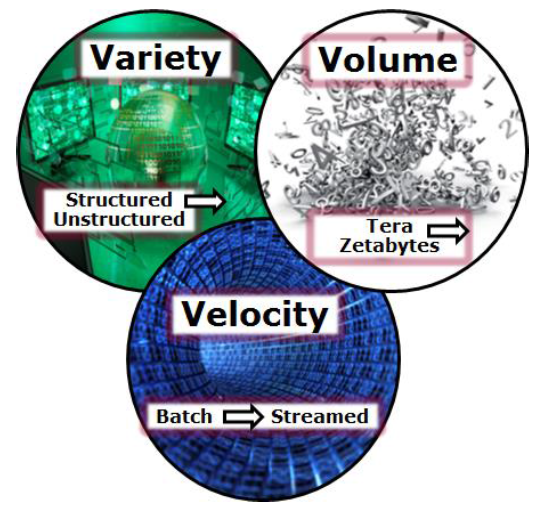 Variety
Structured
Unstructured
Volume
Tera
Zetabytes
Velocity
Batch Streamed